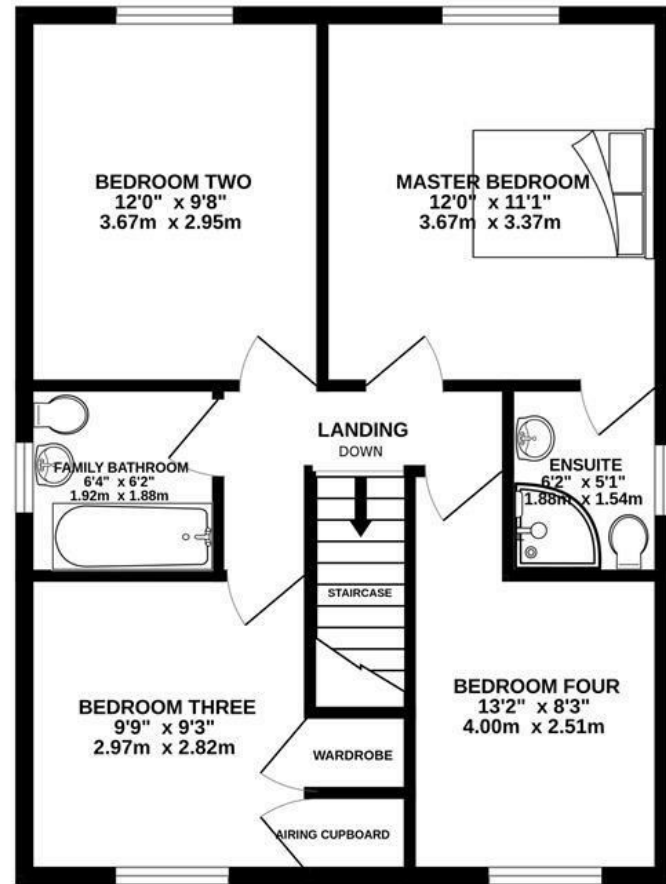 BEDROOM TWO
12'0" x 9'8"
3.67m x 2.95m
MASTER BEDROOM
12'0" x 11'1"
3.67m x 3.37m
LANDING
DOWN
FAMILY BATHROOM
6'4" x 6'2"
1.92m x 1.88m
ENSUITE
6'2" x 5'1"
1.88m x 1.54m
STAIRCASE
BEDROOM THREE
9'9" x 9'3"
2.97m x 2.82m
BEDROOM FOUR
13'2" x 8'3"
4.00m x 2.51m
WARDROBE
AIRING CUPBOARD